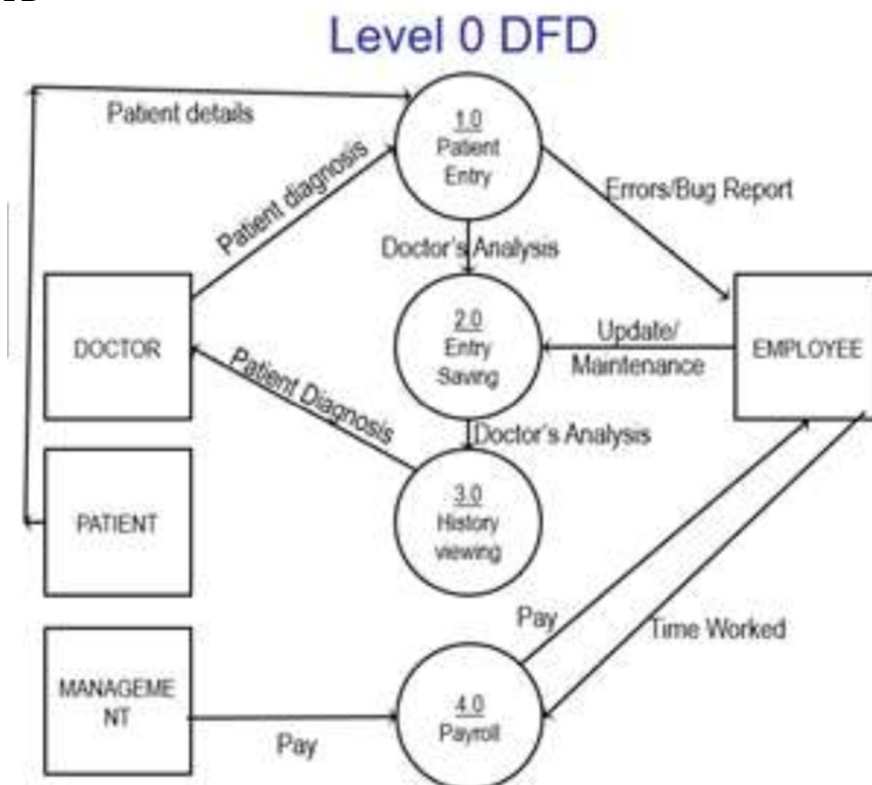 Level 0 DFD
Patient details
1.0
Patient
Entry
Patient diagnosis
Errors/Bug Report
Doctor's Analysis
DOCTOR
2.0
Entry
Saving
Update/
Maintenance
EMPLOYEE
Patient Diagnosis
Doctor's Analysis
PATIENT
3.0
History
viewing
Pay
Time Worked
MANAGEME
NT
4.0
Payroll
Pay